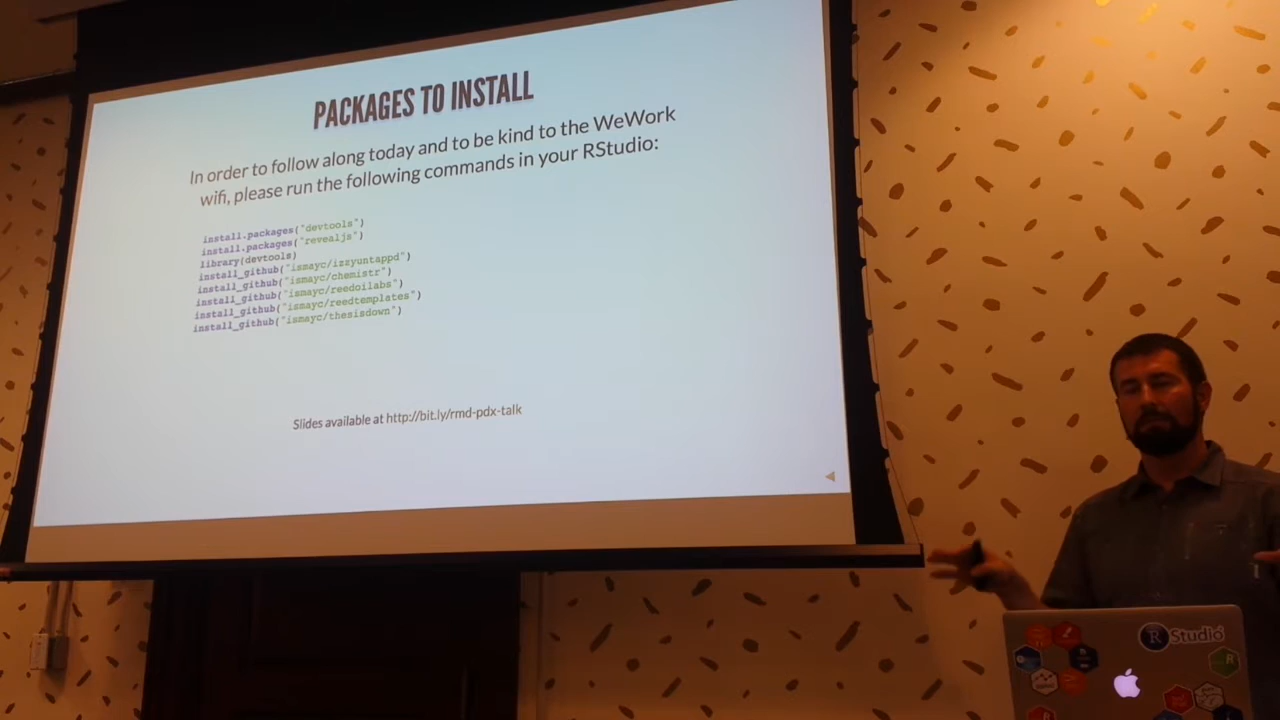 PACKAGES TO INSTALL
In order to follow along today and to be kind to the WeWork
wifi, please run the following commands in your RStudio:
install.packages("devtools")
install.packages("revealjs")
library(devtools)
install_github("ismayc/izzyuntappd")
install_github("ismayc/chemistr")
install_github("ismayc/reedoilabs")
install_github("ismayc/reedtemplates")
install_github("ismayc/thesisdown")
Slides available at http://bit.ly/rmd-pdx-talk
R Studio
R